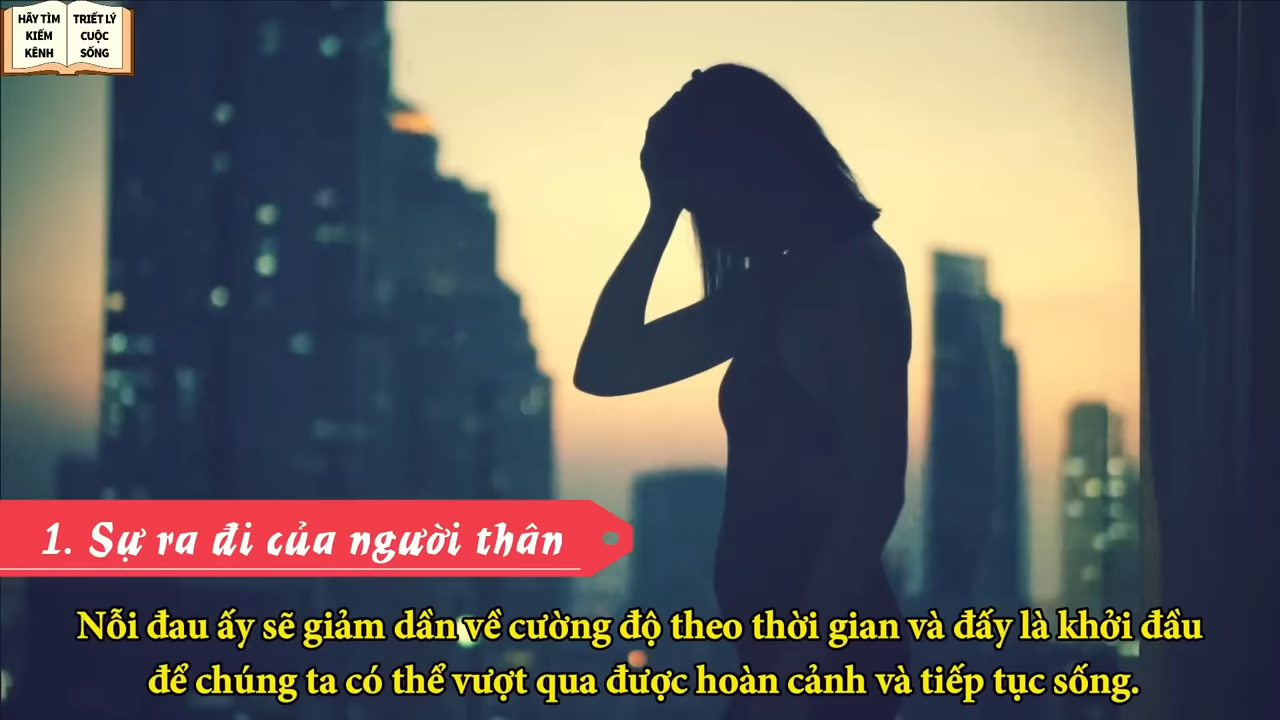 HÃY TÌM
KIẾM
KÊNH
TRIẾT LÝ
CUỘC
SỐNG
1. Sự ra đi của người thân
Nỗi đau ấy sẽ giảm dần về cường độ theo thời gian và đấy là khởi đầu
để chúng ta có thể vượt qua được hoàn cảnh và tiếp tục sống.